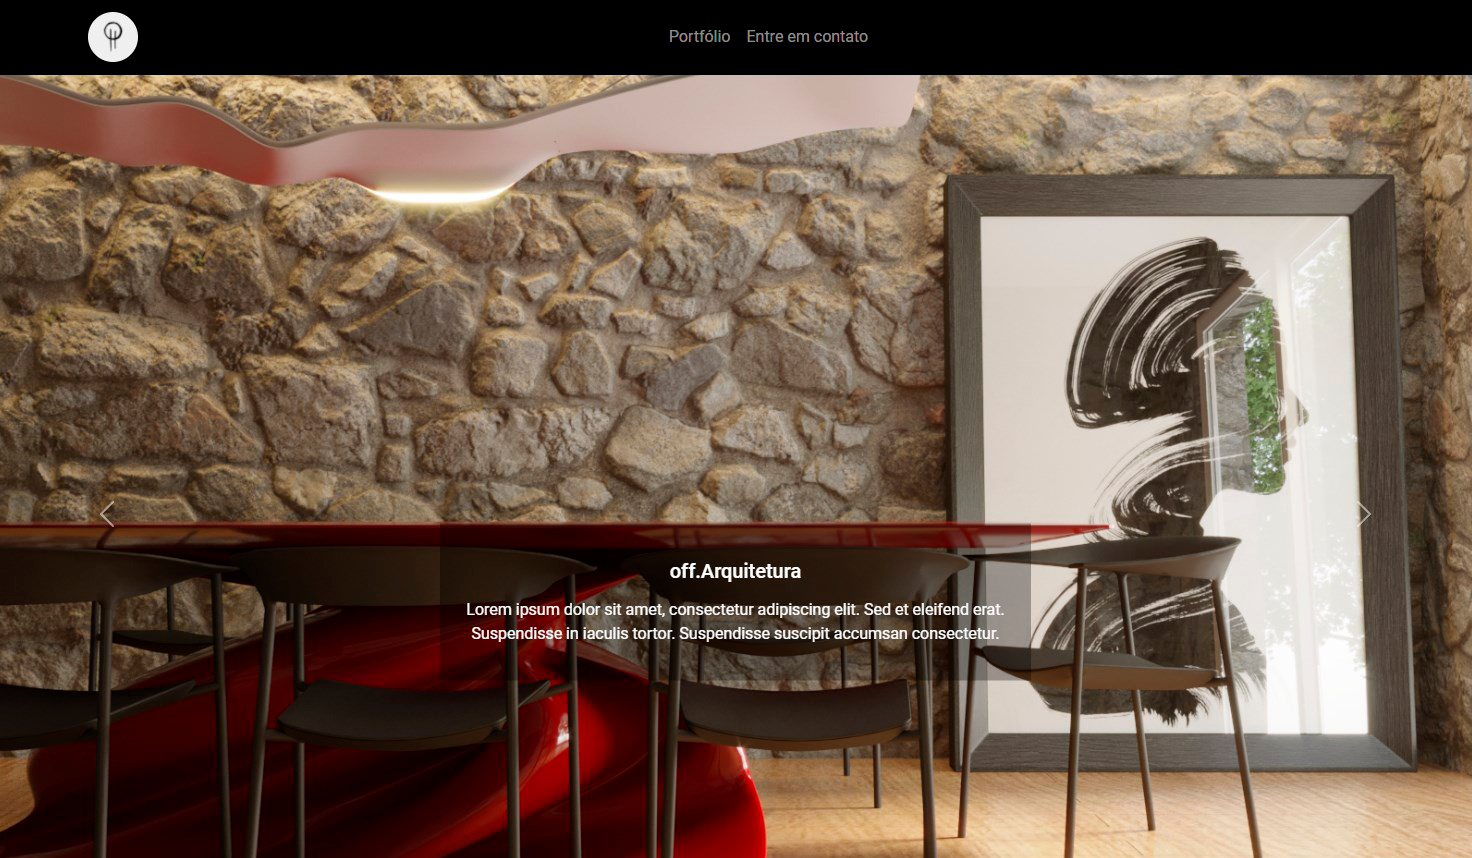 Portfólio Entre em contato
off.Arquitetura
Lorem ipsum dolor sit amet, consectetur adipiscing elit. Sed et eleifend erat.
Suspendisse in iaculis tortor. Suspendisse suscipit accumsan consectetur.